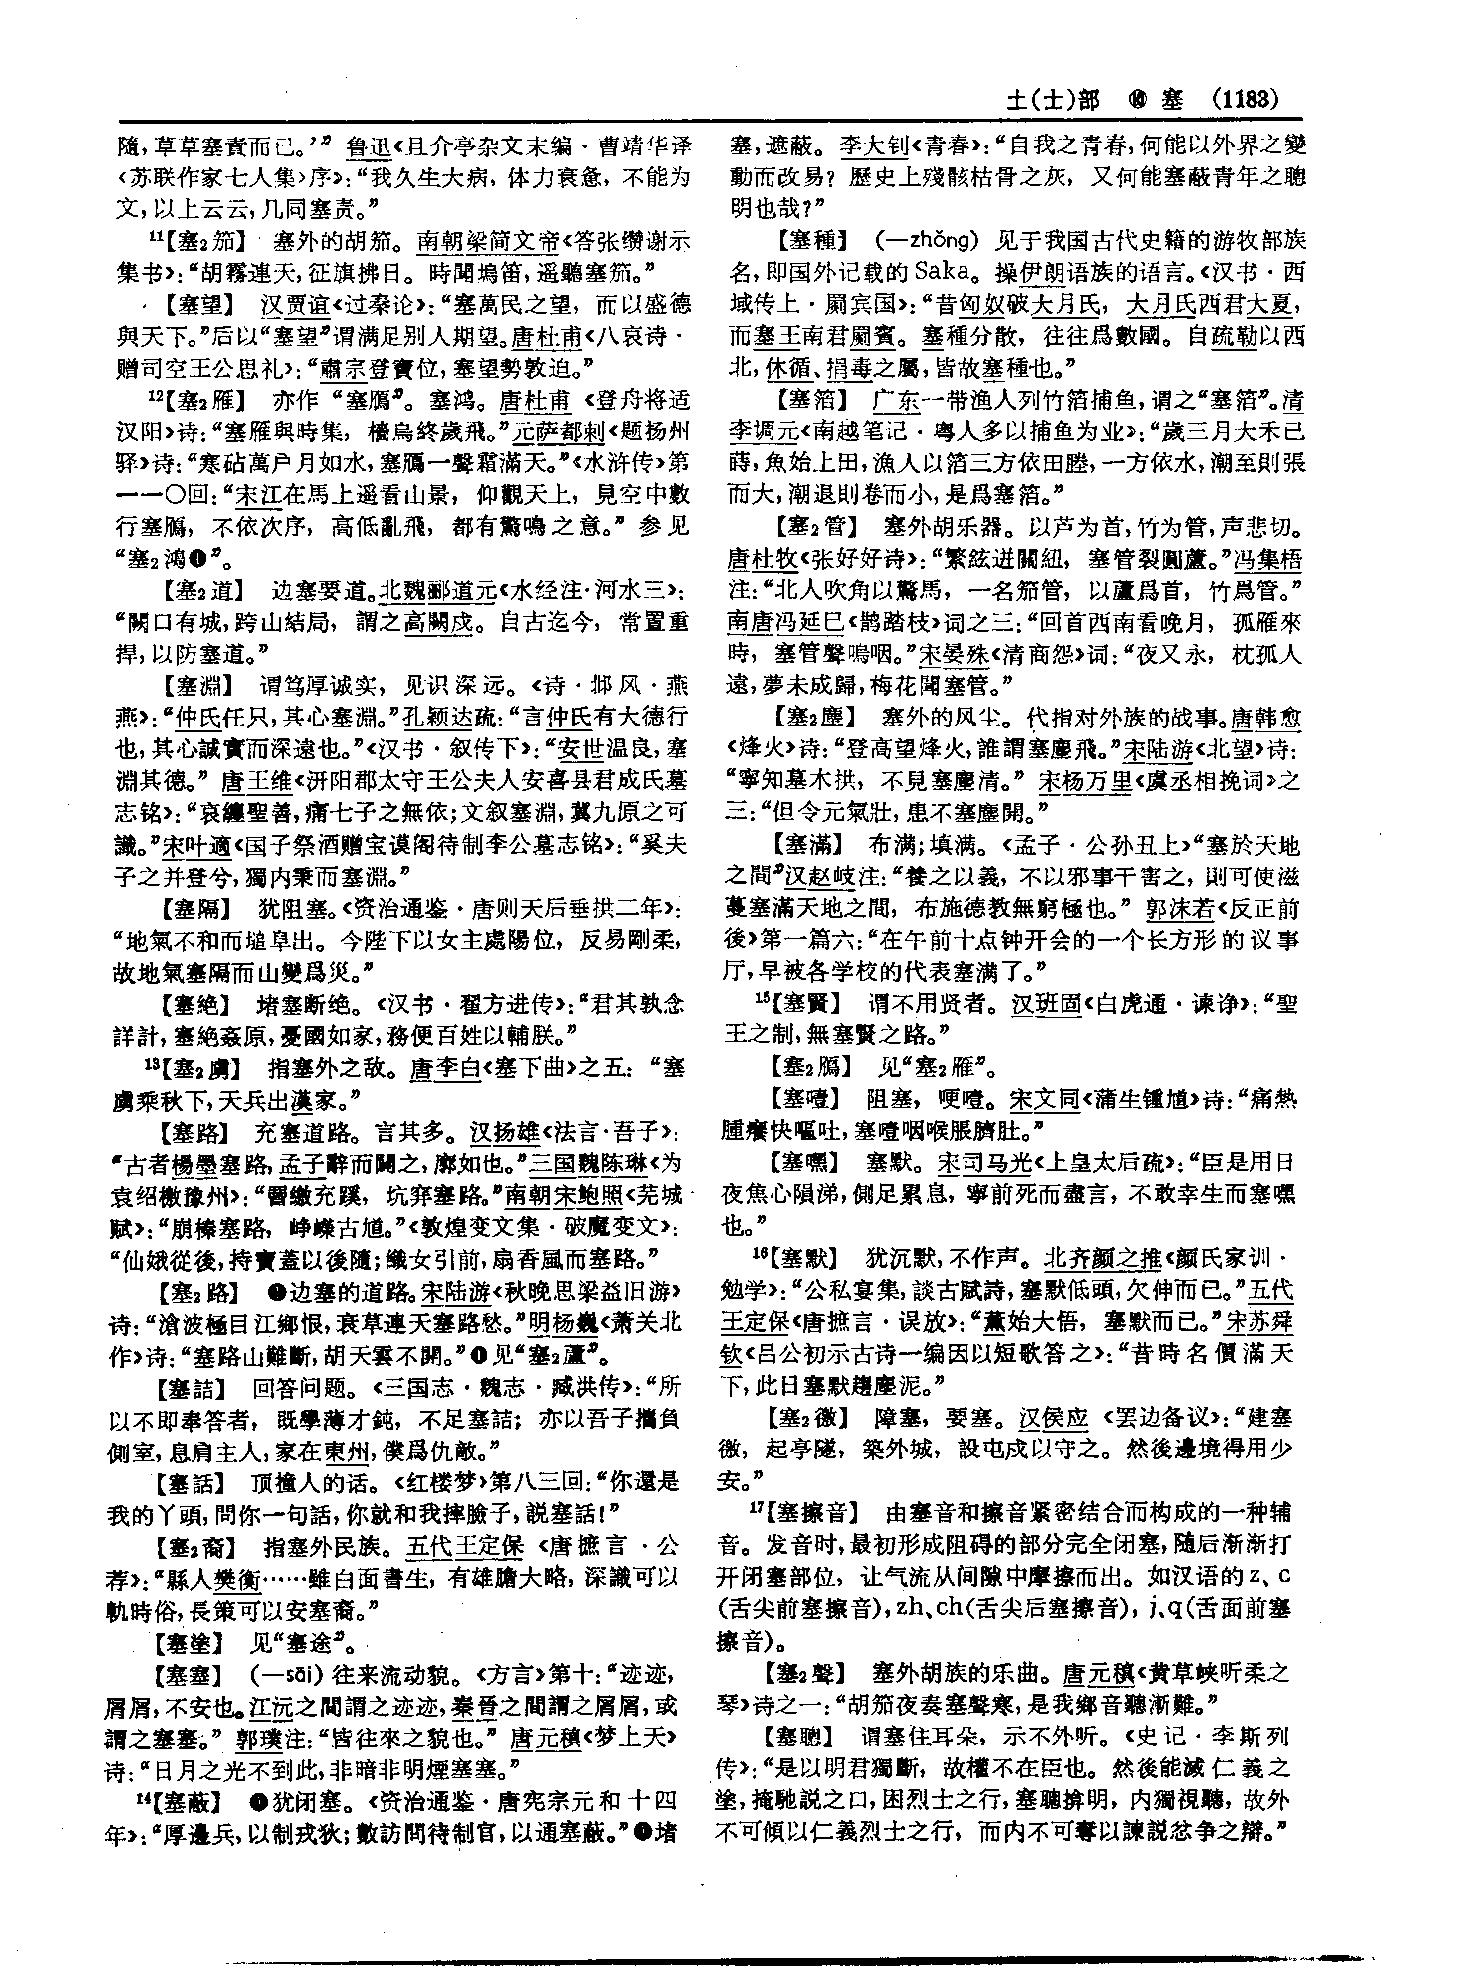 土(士)部　⑩　塞　(1183)
隨,草草塞責而已。’” 鲁迅《且介亭杂文末编·曹靖华译
〈苏联作家七人集〉序》:“我久生大病,体力衰惫,不能为
文,以上云云,几同塞责。”
11【塞2笳】 塞外的胡笳。南朝梁简文帝《答张缵谢示
集书》:“胡霧連天,征旗拂日。時聞塢笛,遥聽塞笳。”
【塞望】 汉贾谊《过秦论》:“塞萬民之望,而以盛德
與天下。”后以“塞望”谓满足别人期望。唐杜甫《八哀诗·
赠司空王公思礼》:“肅宗登寶位,塞望勢敦迫。”
12【塞2雁】 亦作“塞鴈”。塞鸿。唐杜甫《登舟将适
汉阳》诗:“塞雁與時集,檣烏終歲飛。”元萨都剌《题扬州
驿》诗:“寒砧萬户月如水,塞鴈一聲霜滿天。”《水浒传》第
一一〇回:“宋江在馬上遥看山景,仰觀天上,見空中數
行塞鴈,不依次序,高低亂飛,都有驚鳴之意。”参见
“塞2鸿❶”。
【塞2道】 边塞要道。北魏郦道元《水经注·河水三》:
“闕口有城,跨山結局,謂之高闕戍。自古迄今,常置重
捍,以防塞道。”
【塞淵】 谓笃厚诚实,见识深远。《诗·邶风·燕
燕》:“仲氏任只,其心塞淵。”孔颖达疏:“言仲氏有大德行
也,其心誠實而深遠也。”《汉书·叙传下》:“安世温良,塞
淵其德。”唐王维《汧阳郡太守王公夫人安喜县君成氏墓
志铭》:“哀纏聖善,痛七子之無依;文叙塞淵,冀九原之可
識。”宋叶適《国子祭酒赠宝谟阁待制李公墓志铭》:“奚夫
子之并登兮,獨内秉而塞淵。”
【塞隔】 犹阻塞。《资治通鉴·唐则天后垂拱二年》:
“地氣不和而塠阜出。今陛下以女主處陽位,反易剛柔,
故地氣塞隔而山變爲災。”
【塞絶】 堵塞断绝。《汉书·翟方进传》:“君其孰念
詳計,塞絶姦原,憂國如家,務便百姓以輔朕。”
13【塞2虜】 指塞外之敌。唐李白《塞下曲》之五:“塞
虜乘秋下,天兵出漢家。”
【塞路】 充塞道路。言其多。汉扬雄《法言·吾子》:
“古者楊墨塞路,孟子辭而闢之,廓如也。”三国魏陈琳《为
袁绍檄豫州》:“罾繳充蹊,坑穽塞路。”南朝宋鲍照《芜城
赋》:“崩榛塞路,崢嶸古馗。”《敦煌变文集·破魔变文》:
“仙娥從後,持寶蓋以後隨;織女引前,扇香風而塞路。”
【塞2路】 ❶边塞的道路。宋陆游《秋晚思梁益旧游》
诗:“滄波極目江鄉恨,衰草連天塞路愁。”明杨巍《萧关北
作》诗:“塞路山難斷,胡天雲不開。”❷见“塞2蘆”。
【塞詰】 回答问题。《三国志·魏志·臧洪传》:“所
以不即奉答者,既學薄才鈍,不足塞詰;亦以吾子攜負
側室,息肩主人,家在東州,僕爲仇敵。”
【塞話】 顶撞人的话。《红楼梦》第八三回:“你還是
我的丫頭,問你一句話,你就和我摔臉子,説塞話!”
【塞2裔】 指塞外民族。五代王定保《唐摭言·公
荐》:“縣人樊衡……雖白面書生,有雄膽大略,深識可以
軌時俗,長策可以安塞裔。”
【塞塗】 见“塞途”。
【塞塞】 (—sāi) 往来流动貌。《方言》第十:“迹迹,
屑屑,不安也。江沅之間謂之迹迹,秦晉之間謂之屑屑,或
謂之塞塞。”郭璞注:“皆往來之貌也。”唐元稹《梦上天》
诗:“日月之光不到此,非暗非明煙塞塞。”
14【塞蔽】 ❶犹闭塞。《资治通鉴·唐宪宗元和十四
年》:“厚邊兵,以制戎狄;數訪問待制官,以通塞蔽。”❷堵
塞,遮蔽。李大钊《青春》:“自我之青春,何能以外界之變
動而改易?歷史上殘骸枯骨之灰,又何能塞蔽青年之聰
明也哉?”
【塞種】 (—zhǒng) 见于我国古代史籍的游牧部族
名,即国外记载的Saka。操伊朗语族的语言。《汉书·西
域传上·罽宾国》:“昔匈奴破大月氏,大月氏西君大夏,
而塞王南君罽賓。塞種分散,往往爲數國。自疏勒以西
北,休循、捐毒之屬,皆故塞種也。”
【塞箔】 广东一带渔人列竹箔捕鱼,谓之“塞箔”。清
李调元《南越笔记·粤人多以捕鱼为业》:“歲三月大禾已
蒔,魚始上田,漁人以箔三方依田塍,一方依水,潮至則張
而大,潮退則卷而小,是爲塞箔。”
【塞2管】 塞外胡乐器。以芦为首,竹为管,声悲切。
唐杜牧《张好好诗》:“繁絃迸關紐,塞管裂圓蘆。”冯集梧
注:“北人吹角以驚馬,一名笳管,以蘆爲首,竹爲管。”
南唐冯延巳《鹊踏枝》词之三:“回首西南看晚月,孤雁來
時,塞管聲嗚咽。”宋晏殊《清商怨》词:“夜又永,枕孤人
遠,夢未成歸,梅花聞塞管。”
【塞2塵】 塞外的风尘。代指对外族的战事。唐韩愈
《烽火》诗:“登高望烽火,誰謂塞塵飛。”宋陆游《北望》诗:
“寧知墓木拱,不見塞塵清。”宋杨万里《虞丞相挽词》之
三:“但令元氣壯,患不塞塵開。”
【塞滿】 布满;填满。《孟子·公孙丑上》“塞於天地
之間”汉赵岐注:“養之以義,不以邪事干害之,則可使滋
蔓塞滿天地之間,布施德教無窮極也。”郭沫若《反正前
後》第一篇六:“在午前十点钟开会的一个长方形的议事
厅,早被各学校的代表塞满了。”
15【塞賢】 谓不用贤者。汉班固《白虎通·谏诤》:“聖
王之制,無塞賢之路。”
【塞2鴈】 见“塞2雁”。
【塞噎】 阻塞,哽噎。宋文同《蒲生锺馗》诗:“痛熱
腫癢快嘔吐,塞噎咽喉脹臍肚。”
【塞嘿】 塞默。宋司马光《上皇太后疏》:“臣是用日
夜焦心隕涕,側足累息,寧前死而盡言,不敢幸生而塞嘿
也。”
16【塞默】 犹沉默,不作声。北齐颜之推《颜氏家训·
勉学》:“公私宴集,談古賦詩,塞默低頭,欠伸而已。”五代
王定保《唐摭言·误放》:“薰始大悟,塞默而已。”宋苏舜
钦《吕公初示古诗一编因以短歌答之》:“昔時名價滿天
下,此日塞默趨塵泥。”
【塞2徼】 障塞,要塞。汉侯应《罢边备议》:“建塞
徼,起亭隧,築外城,設屯戍以守之。然後邊境得用少
安。”
17【塞擦音】 由塞音和擦音紧密结合而构成的一种辅
音。发音时,最初形成阻碍的部分完全闭塞,随后渐渐打
开闭塞部位,让气流从间隙中摩擦而出。如汉语的z、c
(舌尖前塞擦音),zh、ch(舌尖后塞擦音),j、q(舌面前塞
擦音)。
【塞2聲】 塞外胡族的乐曲。唐元稹《黄草峡听柔之
琴》诗之一:“胡笳夜奏塞聲寒,是我鄉音聽漸難。”
【塞聰】 谓塞住耳朵,示不外听。《史记·李斯列
传》:“是以明君獨斷,故權不在臣也。然後能滅仁義之
塗,掩馳説之口,困烈士之行,塞聰揜明,内獨視聽,故外
不可傾以仁義烈士之行,而内不可奪以諫説忿争之辯。”